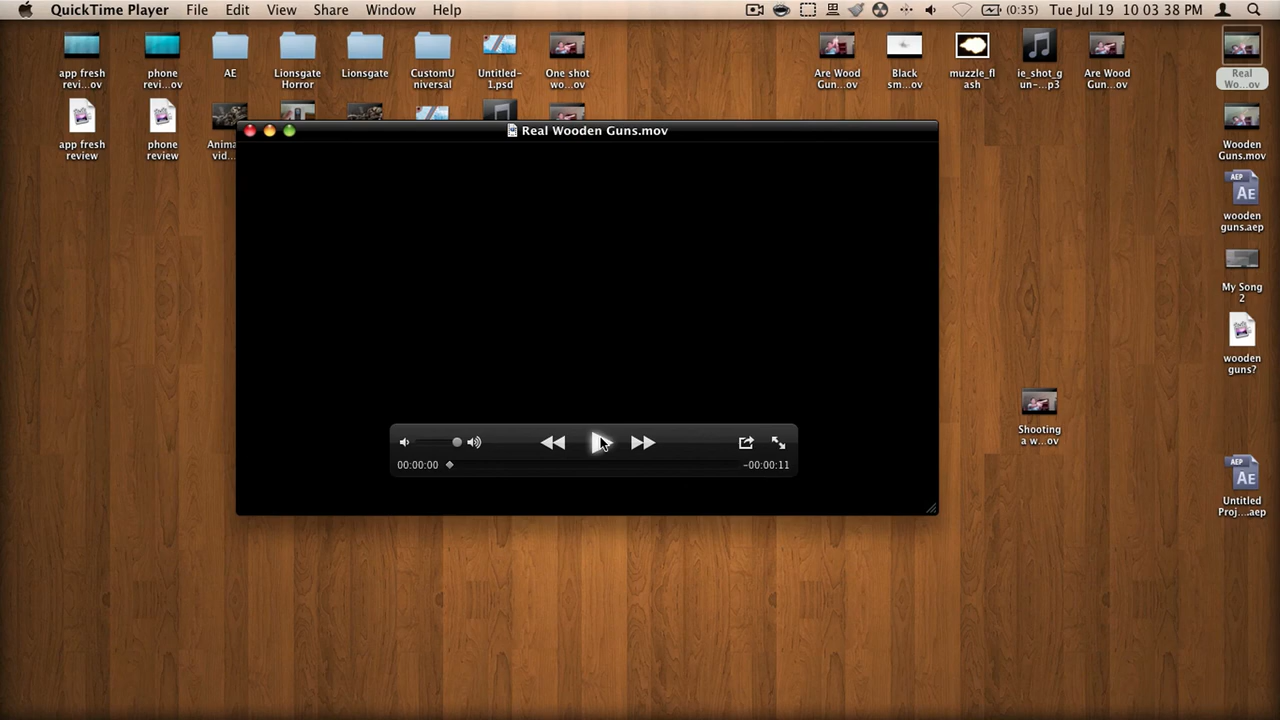 QuickTime Player File Edit View Share Window Help (0:35) Tue Jul 19 10 03 38 PM
app fresh
revi...ov
phone
revi...ov
AE
Lionsgate
Horror
Lionsgate
CustomU
niversal
Untitled-
1.psd
One shot
wo...ov
Are Wood
Gun...ov
Black
sm...ov
muzzle_fl
ash
ie_shot_g
un-...p3
Are Wood
Gun...ov
Real
Wo...ov
app fresh
review
phone
review
Anima
vid...
Wooden
Guns.mov
Real Wooden Guns.mov
AEP
AE
wooden
guns.aep
My Song
2
wooden
guns?
Shooting
a w...ov
00:00:00
-00:00:11
AEP
AE
Untitled
Proj....aep